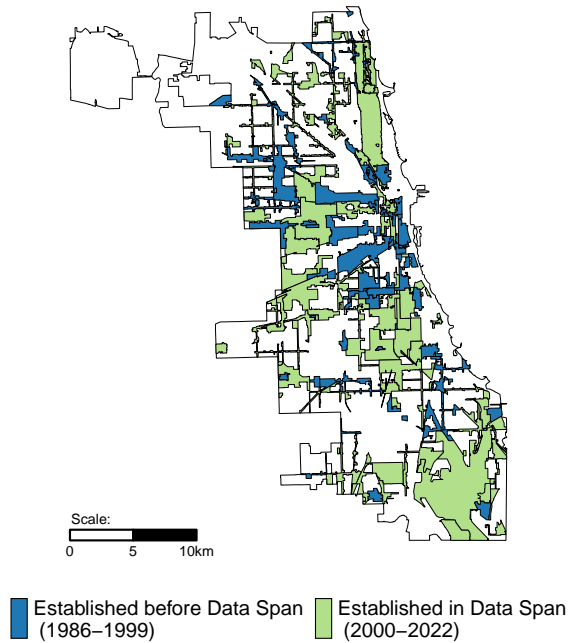 Scale:
0 5 10km
Established before Data Span
(1986–1999)
Established in Data Span
(2000–2022)